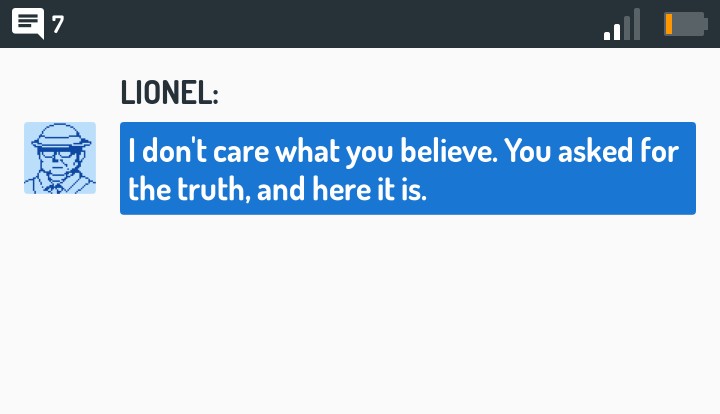 7
LIONEL:
I don't care what you believe. You asked for
the truth, and here it is.